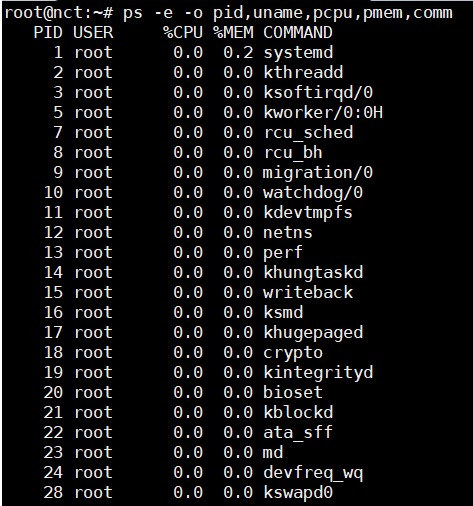 root@nct:~# ps -e -o pid,uname,pcpu,pmem,comm
PID USER %CPU %MEM COMMAND
1 root 0.0 0.2 systemd
2 root 0.0 0.0 kthreadd
3 root 0.0 0.0 ksoftirqd/0
5 root 0.0 0.0 kworker/0:0H
7 root 0.0 0.0 rcu_sched
8 root 0.0 0.0 rcu_bh
9 root 0.0 0.0 migration/0
10 root 0.0 0.0 watchdog/0
11 root 0.0 0.0 kdevtmpfs
12 root 0.0 0.0 netns
13 root 0.0 0.0 perf
14 root 0.0 0.0 khungtaskd
15 root 0.0 0.0 writeback
16 root 0.0 0.0 ksmd
17 root 0.0 0.0 khugepaged
18 root 0.0 0.0 crypto
19 root 0.0 0.0 kintegrityd
20 root 0.0 0.0 bioset
21 root 0.0 0.0 kblockd
22 root 0.0 0.0 ata_sff
23 root 0.0 0.0 md
24 root 0.0 0.0 devfreq_wq
28 root 0.0 0.0 kswapd0